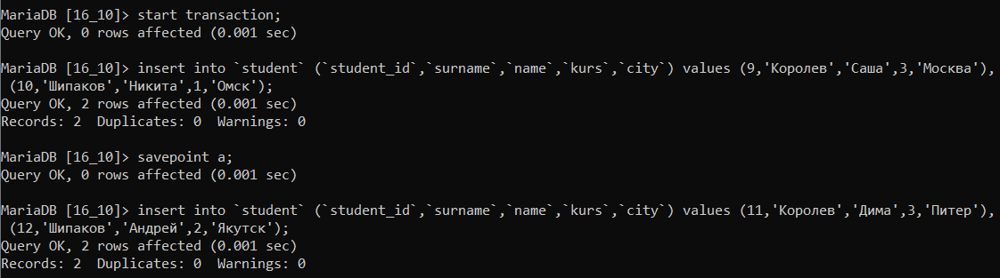 MariaDB [16_10]> start transaction;
Query OK, 0 rows affected (0.001 sec)
MariaDB [16_10]> insert into `student` (`student_id`,`surname`,`name`,`kurs`,`city`) values (9,'Королев','Саша',3,'Москва'),
(10,'Шипаков','Никита',1,'Омск');
Query OK, 2 rows affected (0.001 sec)
Records: 2  Duplicates: 0  Warnings: 0
MariaDB [16_10]> savepoint a;
Query OK, 0 rows affected (0.001 sec)
MariaDB [16_10]> insert into `student` (`student_id`,`surname`,`name`,`kurs`,`city`) values (11,'Королев','Дима',3,'Питер'),
(12,'Шипаков','Андрей',2,'Якутск');
Query OK, 2 rows affected (0.001 sec)
Records: 2  Duplicates: 0  Warnings: 0